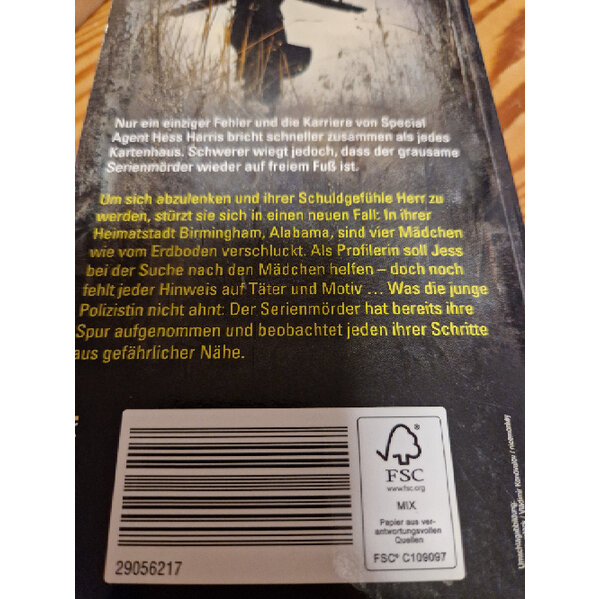 Nur ein einziger Fehler und die Karriere von Special
Agent Hess Harris bricht schneller zusammen als jedes
Kartenhaus. Schwerer wiegt jedoch, dass der grausame
Serienmörder wieder auf freiem Fuß ist.
Um sich abzulenken und ihrer Schuldgefühle Herr zu
werden, stürzt sie sich in einen neuen Fall: In ihrer
Heimatstadt Birmingham, Alabama, sind vier Mädchen
wie vom Erdboden verschluckt. Als Profilerin soll Jess
bei der Suche nach den Mädchen helfen – doch noch
fehlt jeder Hinweis auf Täter und Motiv ... Was die junge
Polizistin nicht ahnt: Der Serienmörder hat bereits ihre
Spur aufgenommen und beobachtet jeden ihrer Schritte
aus gefährlicher Nähe.
29056217
FSC
www.fsc.org
MIX
Papier aus ver-
antwortungsvollen
Quellen
FSC® C109097
Umschlagabbildung:
/ nicemonkey